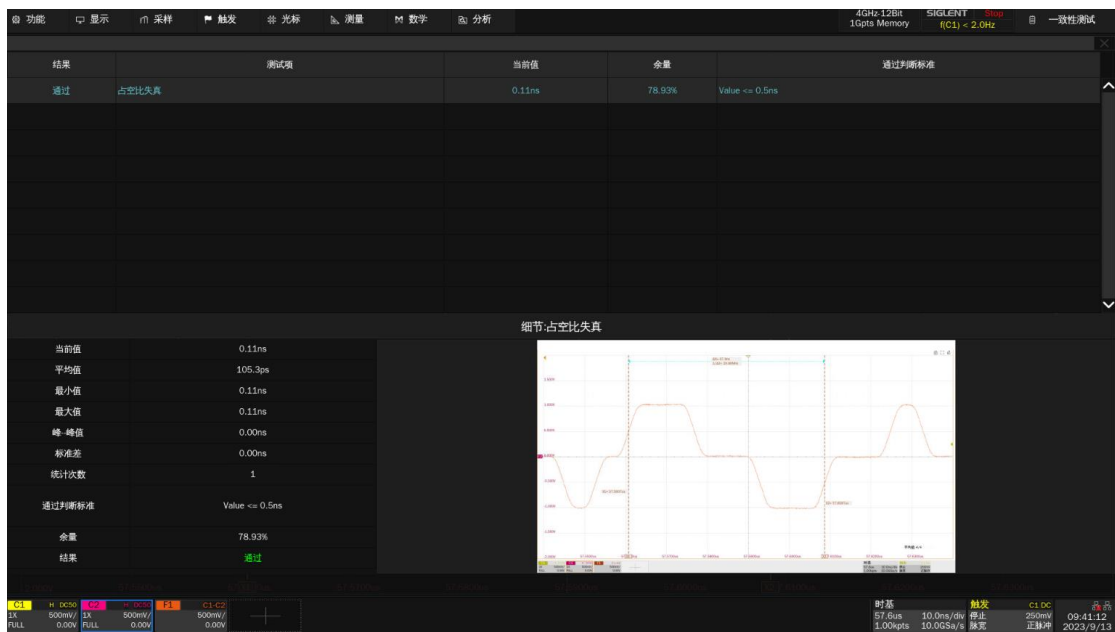 功能 显示 采样 触发 光标 测量 数学 分析 4GHz-12Bit 1Gpts Memory SIGLENT Stop f(C1) < 2.0Hz 一致性测试
结果 测试项 当前值 余量 通过判断标准
通过 占空比失真 0.11ns 78.93% Value <= 0.5ns
细节:占空比失真
当前值 0.11ns
平均值 105.3ps
最小值 0.11ns
最大值 0.11ns
峰-峰值 0.00ns
标准差 0.00ns
统计次数 1
通过判断标准 Value <= 0.5ns
余量 78.93%
结果 通过
C1 H DC50 C2 H DC50 F1 C1-C2 时基 触发 C1 DC
1X 500mV/ 1X 500mV/ 500mV/ 57.6us 10.0ns/div 停止 250mV 09:41:12
FULL 0.00V FULL 0.00V 0.00V 1.00kpts 10.0GSa/s 脉宽 正脉冲 2023/9/13